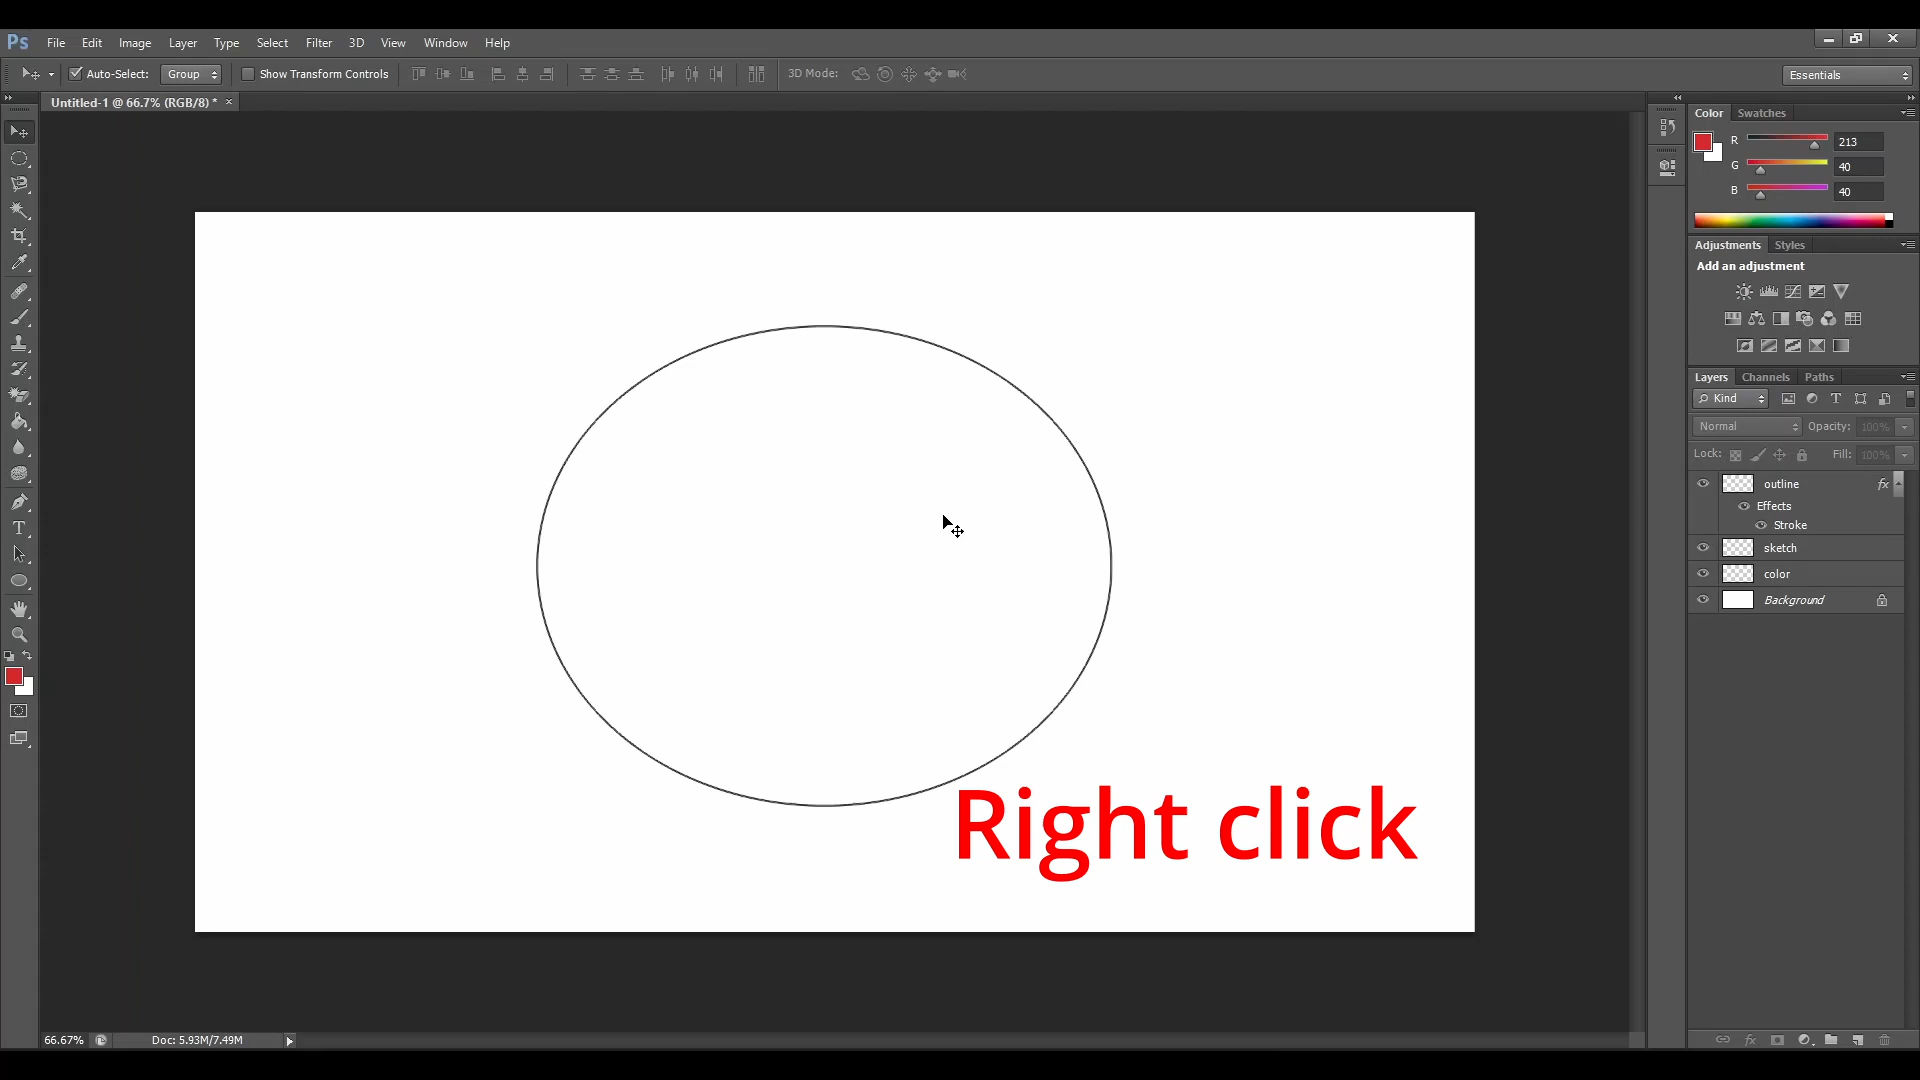 Ps File Edit Image Layer Type Select Filter 3D View Window Help
Auto-Select: Group Show Transform Controls 3D Mode: Essentials
Untitled-1 @ 66.7% (RGB/8) * ×
Color Swatches
R 213
G 40
B 40
Adjustments Styles
Add an adjustment
Layers Channels Paths
Kind T
Normal Opacity: 100%
Lock: Fill: 100%
outline fx
Effects
Stroke
sketch
color
Background
T
Right click
66.67% Doc: 5.93M/7.49M
fx